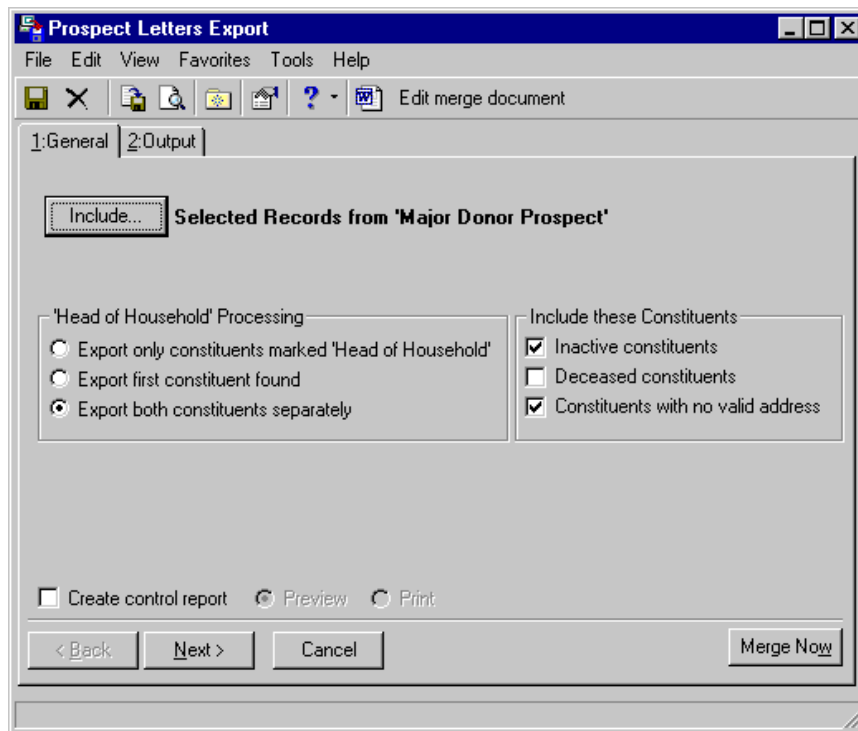 Prospect Letters Export
File Edit View Favorites Tools Help
? Edit merge document
1:General 2:Output
Include... Selected Records from 'Major Donor Prospect'
'Head of Household' Processing
Export only constituents marked 'Head of Household'
Export first constituent found
Export both constituents separately
Include these Constituents
Inactive constituents
Deceased constituents
Constituents with no valid address
Create control report Preview Print
< Back Next > Cancel Merge Now